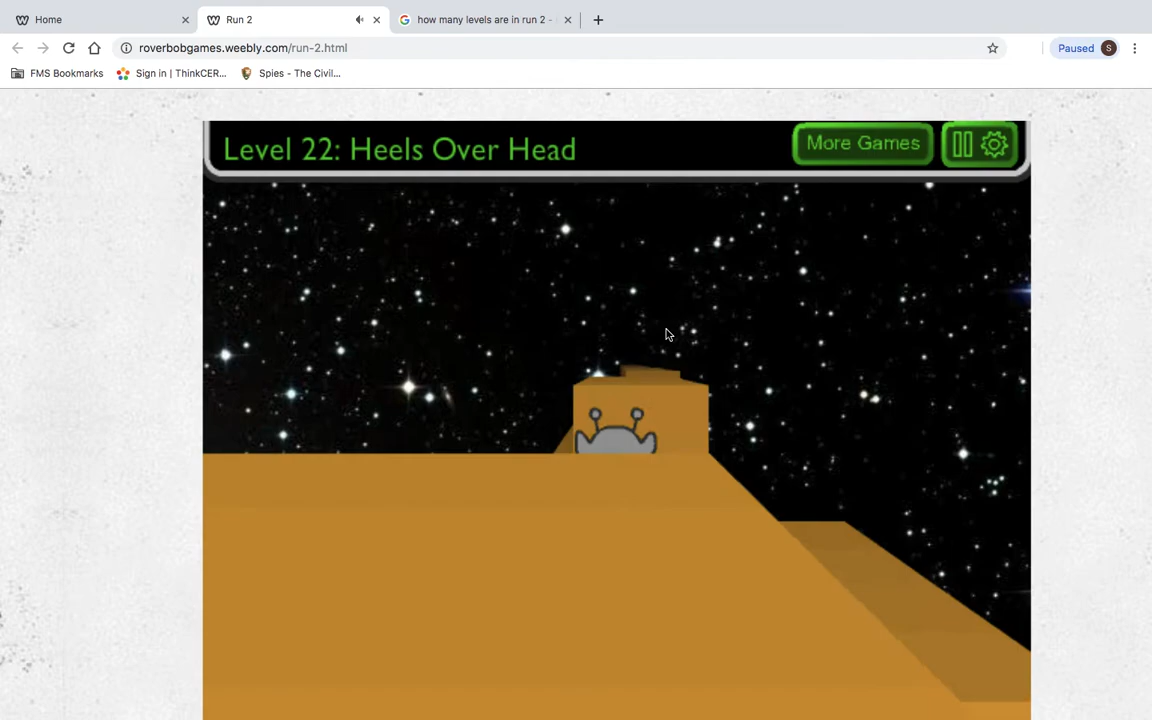 Home
Run 2
how many levels are in run 2 -
roverbobgames.weebly.com/run-2.html
Paused
S
FMS Bookmarks
Sign in | ThinkCER...
Spies - The Civil...
Level 22: Heels Over Head
More Games